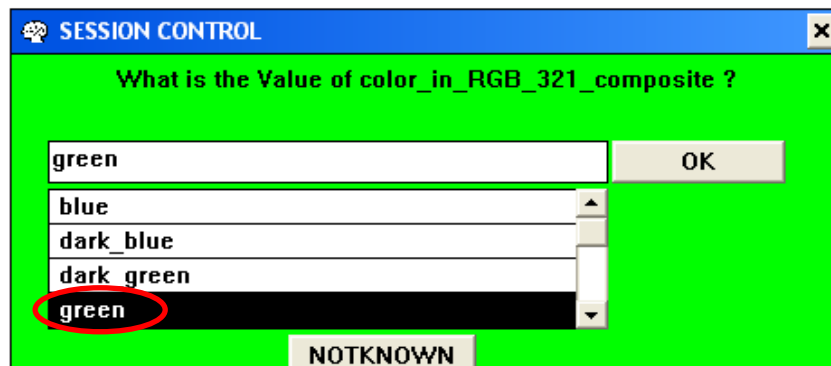 SESSION CONTROL
What is the Value of color_in_RGB_321_composite ?
green
OK
blue
dark_blue
dark_green
green
NOTKNOWN